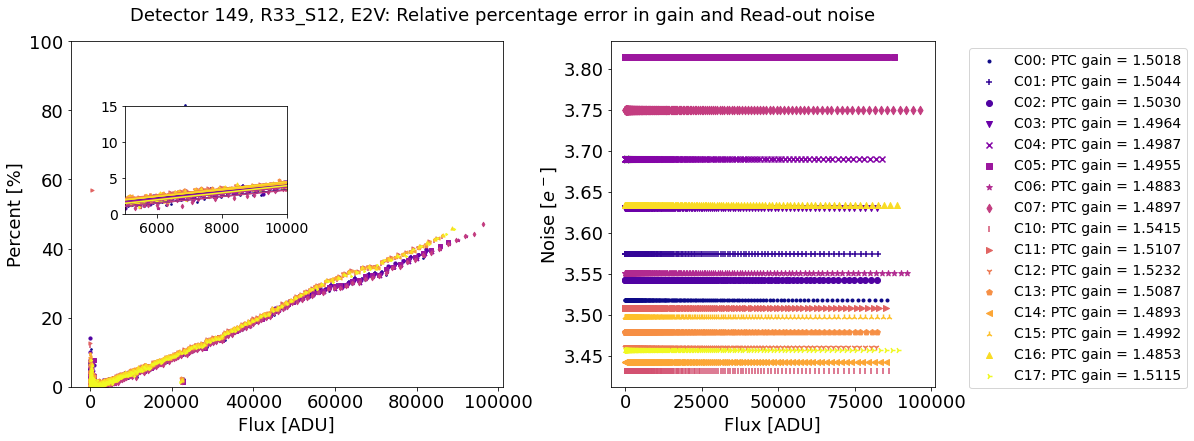 Detector 149, R33_S12, E2V: Relative percentage error in gain and Read-out noise
Percent [%]
100
80
60
40
20
0
15
10
5
0
6000 8000 10000
0 20000 40000 60000 80000 100000
Flux [ADU]
Noise [e⁻]
3.80
3.75
3.70
3.65
3.60
3.55
3.50
3.45
0 25000 50000 75000 100000
Flux [ADU]
C00: PTC gain = 1.5018
C01: PTC gain = 1.5044
C02: PTC gain = 1.5030
C03: PTC gain = 1.4964
C04: PTC gain = 1.4987
C05: PTC gain = 1.4955
C06: PTC gain = 1.4883
C07: PTC gain = 1.4897
C10: PTC gain = 1.5415
C11: PTC gain = 1.5107
C12: PTC gain = 1.5232
C13: PTC gain = 1.5087
C14: PTC gain = 1.4893
C15: PTC gain = 1.4992
C16: PTC gain = 1.4853
C17: PTC gain = 1.5115